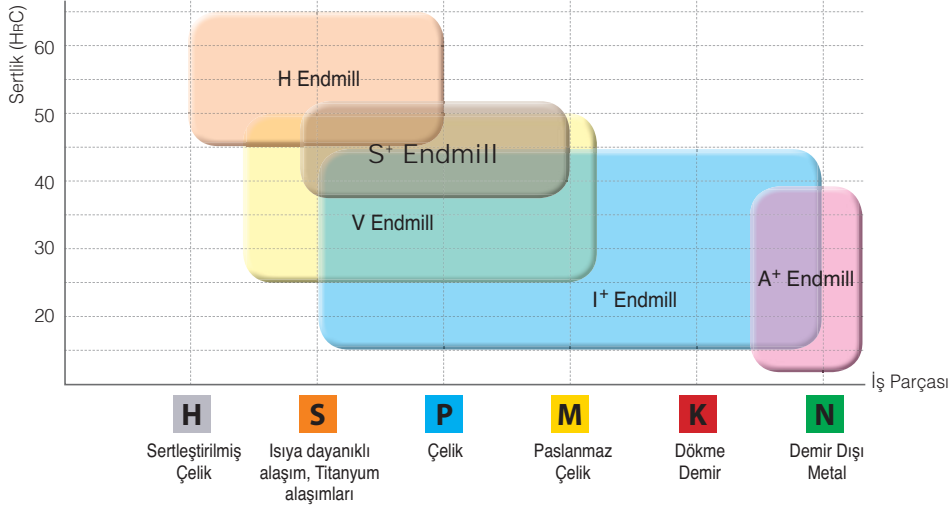 Sertlik (HRC)
60
50
40
30
20
H Endmill
S+ Endmill
V Endmill
I+ Endmill
A+ Endmill
İş Parçası
H
Sertleştirilmiş
Çelik
S
Isıya dayanıklı
alaşım, Titanyum
alaşımları
P
Çelik
M
Paslanmaz
Çelik
K
Dökme
Demir
N
Demir Dışı
Metal